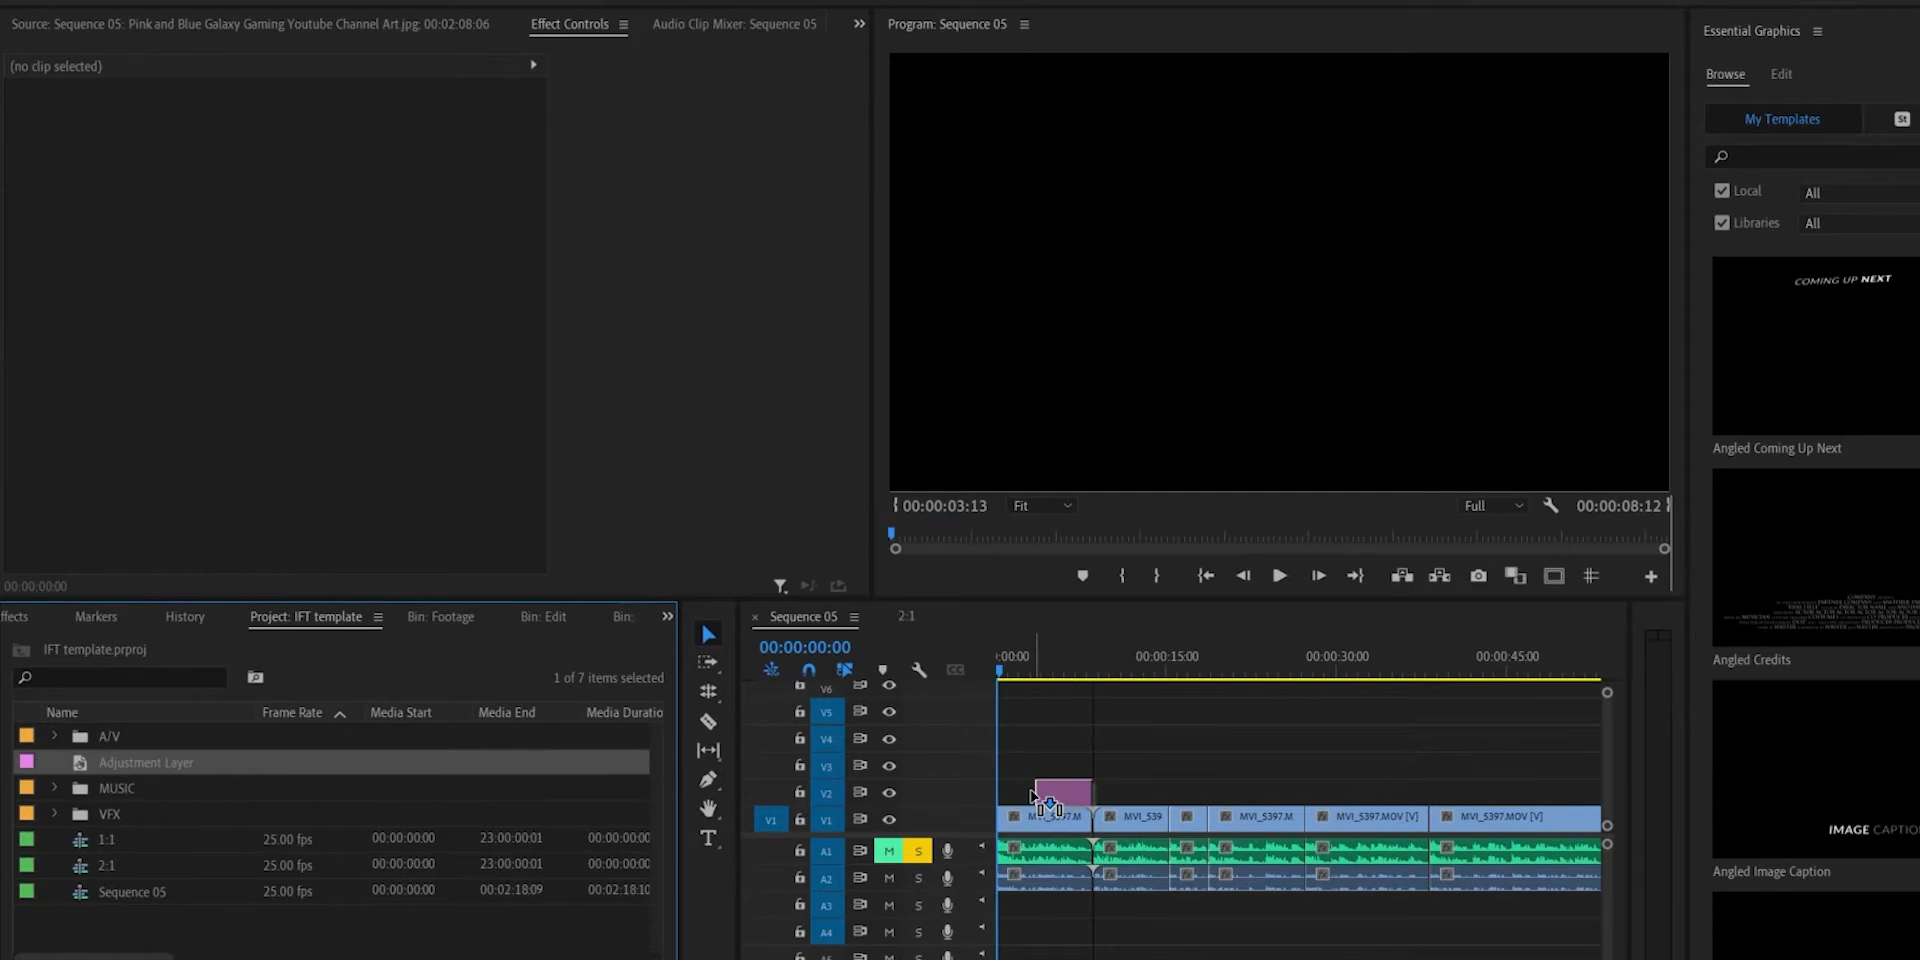 Source: Sequence 05: Pink and Blue Galaxy Gaming Youtube Channel Art.jpg: 00:02:08:06
Effect Controls
Audio Clip Mixer: Sequence 05
(no clip selected)
00:00:00:00
Program: Sequence 05
00:00:03:13
Fit
Full
00:00:08:12
Essential Graphics
Browse
Edit
My Templates
St
Local
All
Libraries
All
COMING UP NEXT
Angled Coming Up Next
Angled Credits
IMAGE CAPTIO
Angled Image Caption
ffects
Markers
History
Project: IFT template
Bin: Footage
Bin: Edit
Bin:
IFT template.prproj
1 of 7 items selected
Name
Frame Rate
Media Start
Media End
Media Duratio
A/V
Adjustment Layer
MUSIC
VFX
1:1 25.00 fps 00:00:00:00 23:00:00:01 00:00:00:00
2:1 25.00 fps 00:00:00:00 23:00:00:01 00:00:00:00
Sequence 05 25.00 fps 00:00:00:00 00:02:18:09 00:02:18:10
Sequence 05
2:1
00:00:00:00
:00:00
00:00:15:00
00:00:30:00
00:00:45:00
V6
V5
V4
V3
V2
V1 V1
MVI_5397.M
MVI_539
MVI_5397.M
MVI_5397.MOV [V]
MVI_5397.MOV [V]
A1 M S
A2 M S
A3 M S
A4 M S